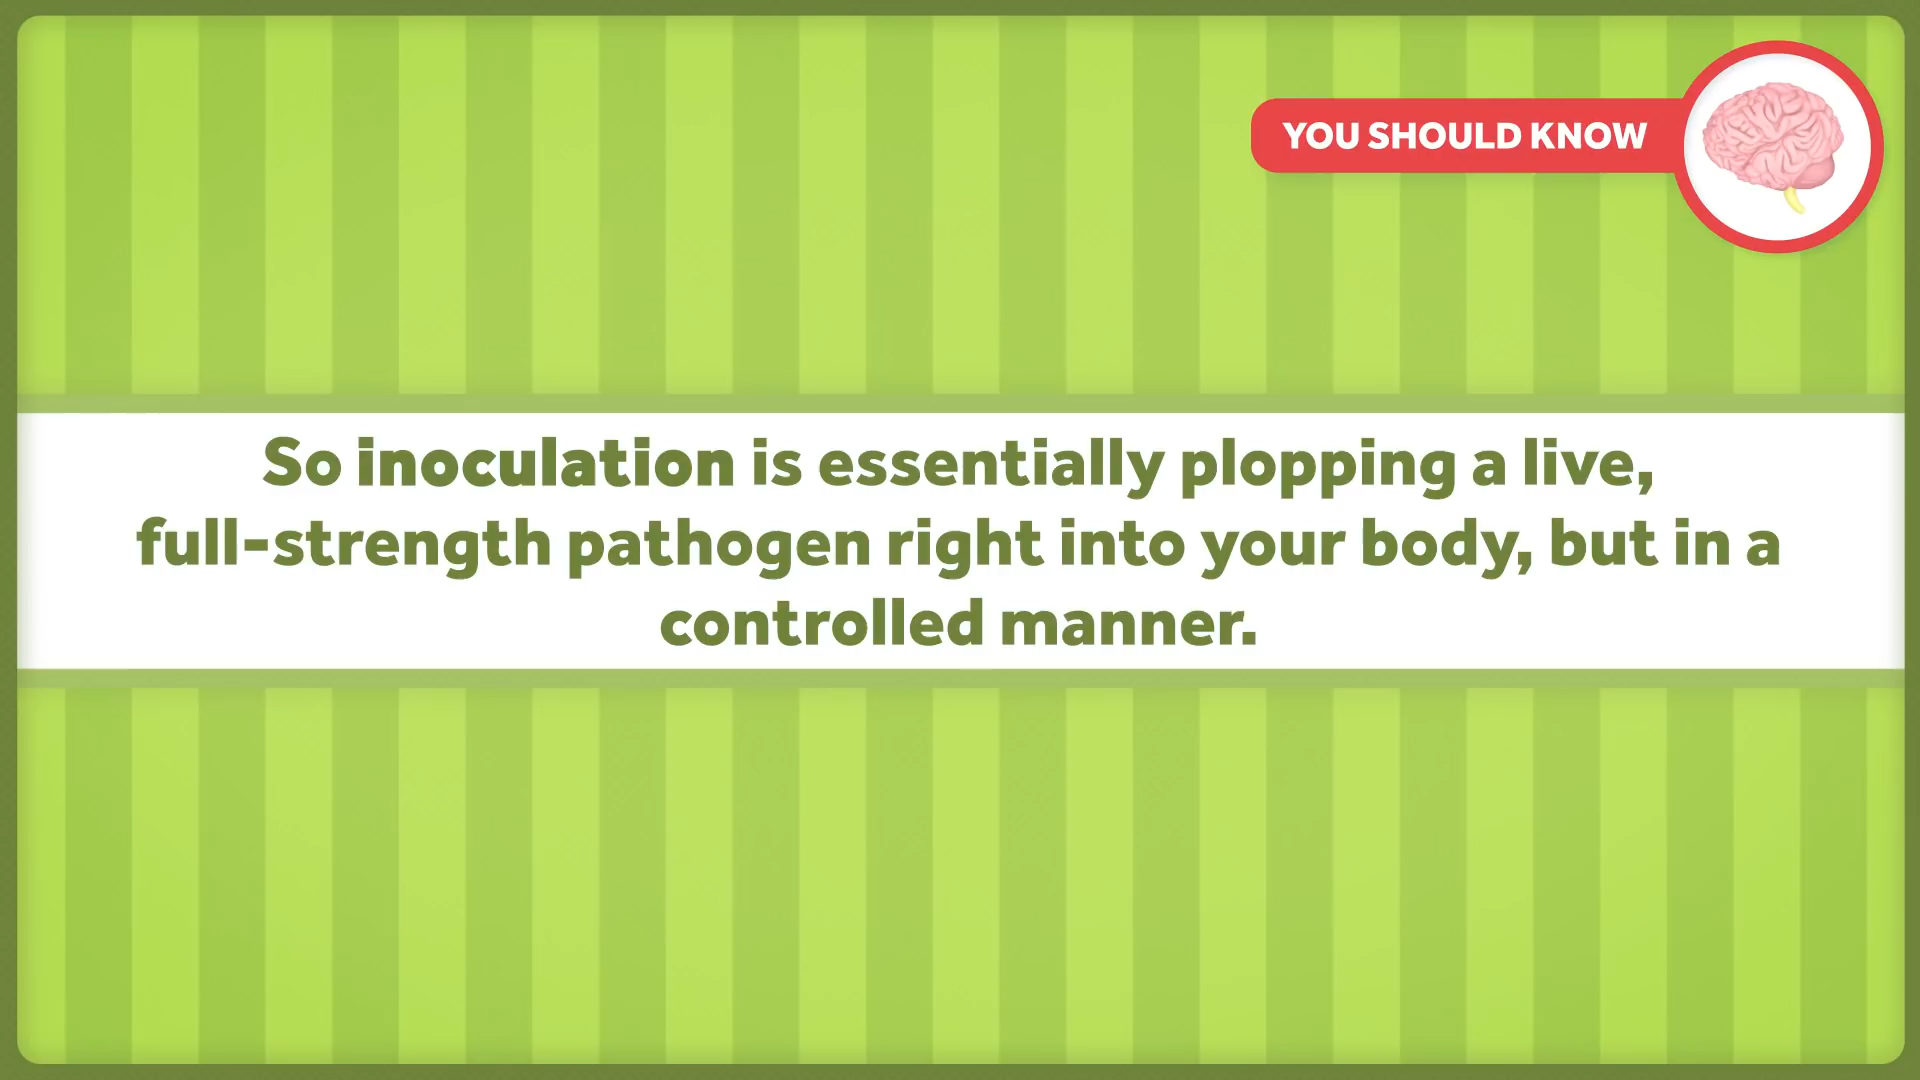 YOU SHOULD KNOW
So inoculation is essentially plopping a live,
full-strength pathogen right into your body, but in a
controlled manner.